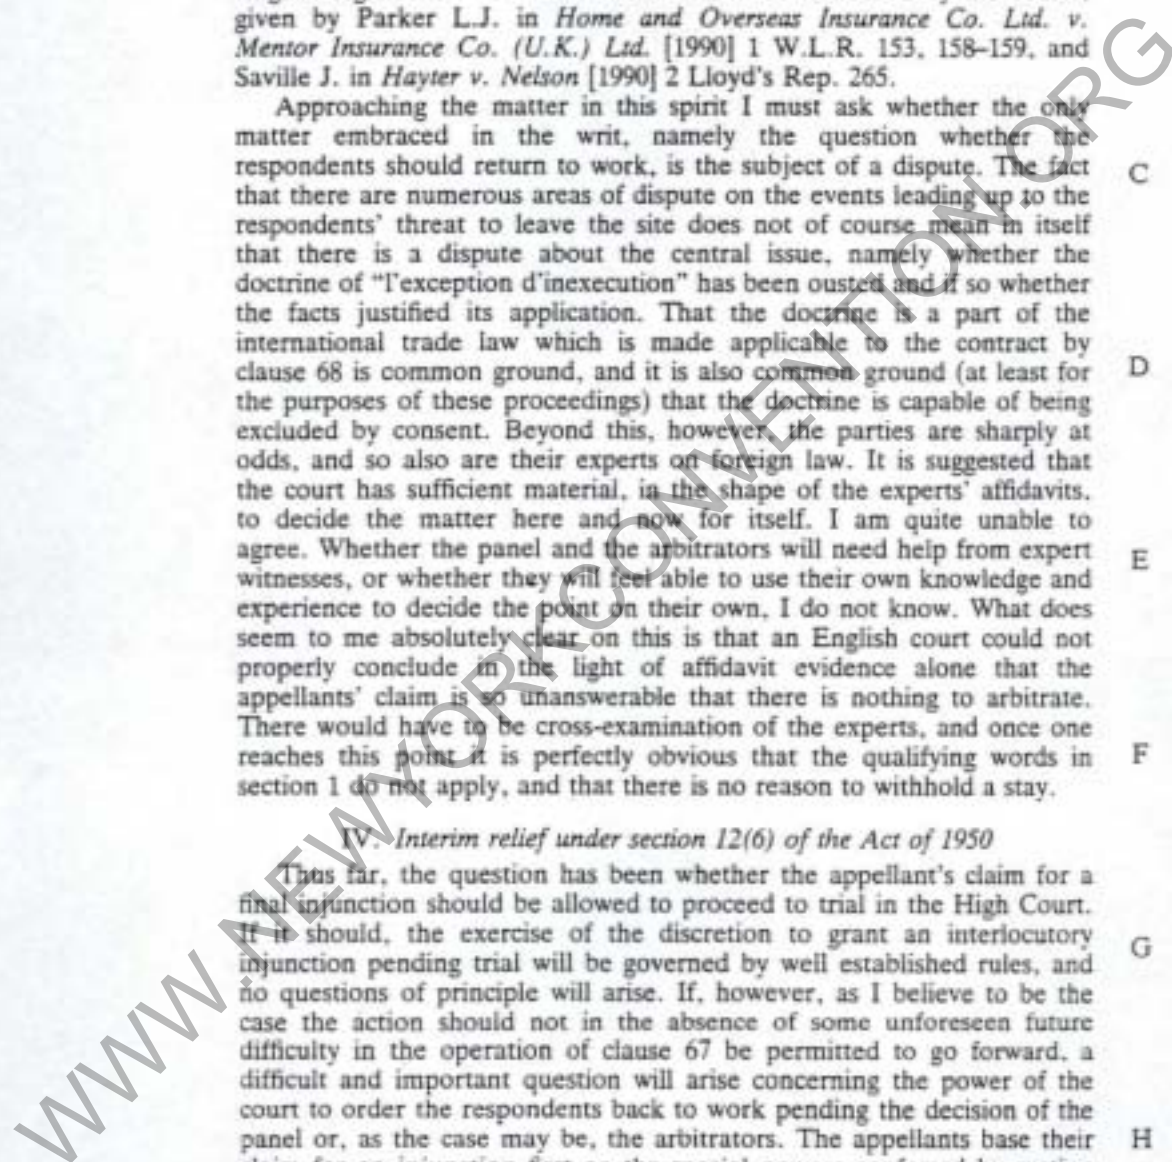 given by Parker L.J. in Home and Overseas Insurance Co. Ltd. v.
Mentor Insurance Co. (U.K.) Ltd. [1990] 1 W.L.R. 153, 158–159, and
Saville J. in Hayter v. Nelson [1990] 2 Lloyd's Rep. 265.
Approaching the matter in this spirit I must ask whether the only
matter embraced in the writ, namely the question whether the
respondents should return to work, is the subject of a dispute. The fact
C
that there are numerous areas of dispute on the events leading up to the
respondents' threat to leave the site does not of course mean in itself
that there is a dispute about the central issue, namely whether the
doctrine of "l'exception d'inexecution" has been ousted and if so whether
the facts justified its application. That the doctrine is a part of the
international trade law which is made applicable to the contract by
clause 68 is common ground, and it is also common ground (at least for
D
the purposes of these proceedings) that the doctrine is capable of being
excluded by consent. Beyond this, however, the parties are sharply at
odds, and so also are their experts on foreign law. It is suggested that
the court has sufficient material, in the shape of the experts' affidavits,
to decide the matter here and now for itself. I am quite unable to
agree. Whether the panel and the arbitrators will need help from expert
E
witnesses, or whether they will feel able to use their own knowledge and
experience to decide the point on their own, I do not know. What does
seem to me absolutely clear on this is that an English court could not
properly conclude in the light of affidavit evidence alone that the
appellants' claim is so unanswerable that there is nothing to arbitrate.
There would have to be cross-examination of the experts, and once one
reaches this point it is perfectly obvious that the qualifying words in
F
section 1 do not apply, and that there is no reason to withhold a stay.
IV. Interim relief under section 12(6) of the Act of 1950
Thus far, the question has been whether the appellant's claim for a
final injunction should be allowed to proceed to trial in the High Court.
If it should, the exercise of the discretion to grant an interlocutory
G
injunction pending trial will be governed by well established rules, and
no questions of principle will arise. If, however, as I believe to be the
case the action should not in the absence of some unforeseen future
difficulty in the operation of clause 67 be permitted to go forward, a
difficult and important question will arise concerning the power of the
court to order the respondents back to work pending the decision of the
panel or, as the case may be, the arbitrators. The appellants base their
H
WWW.NEWYORKCONVENTION.ORG